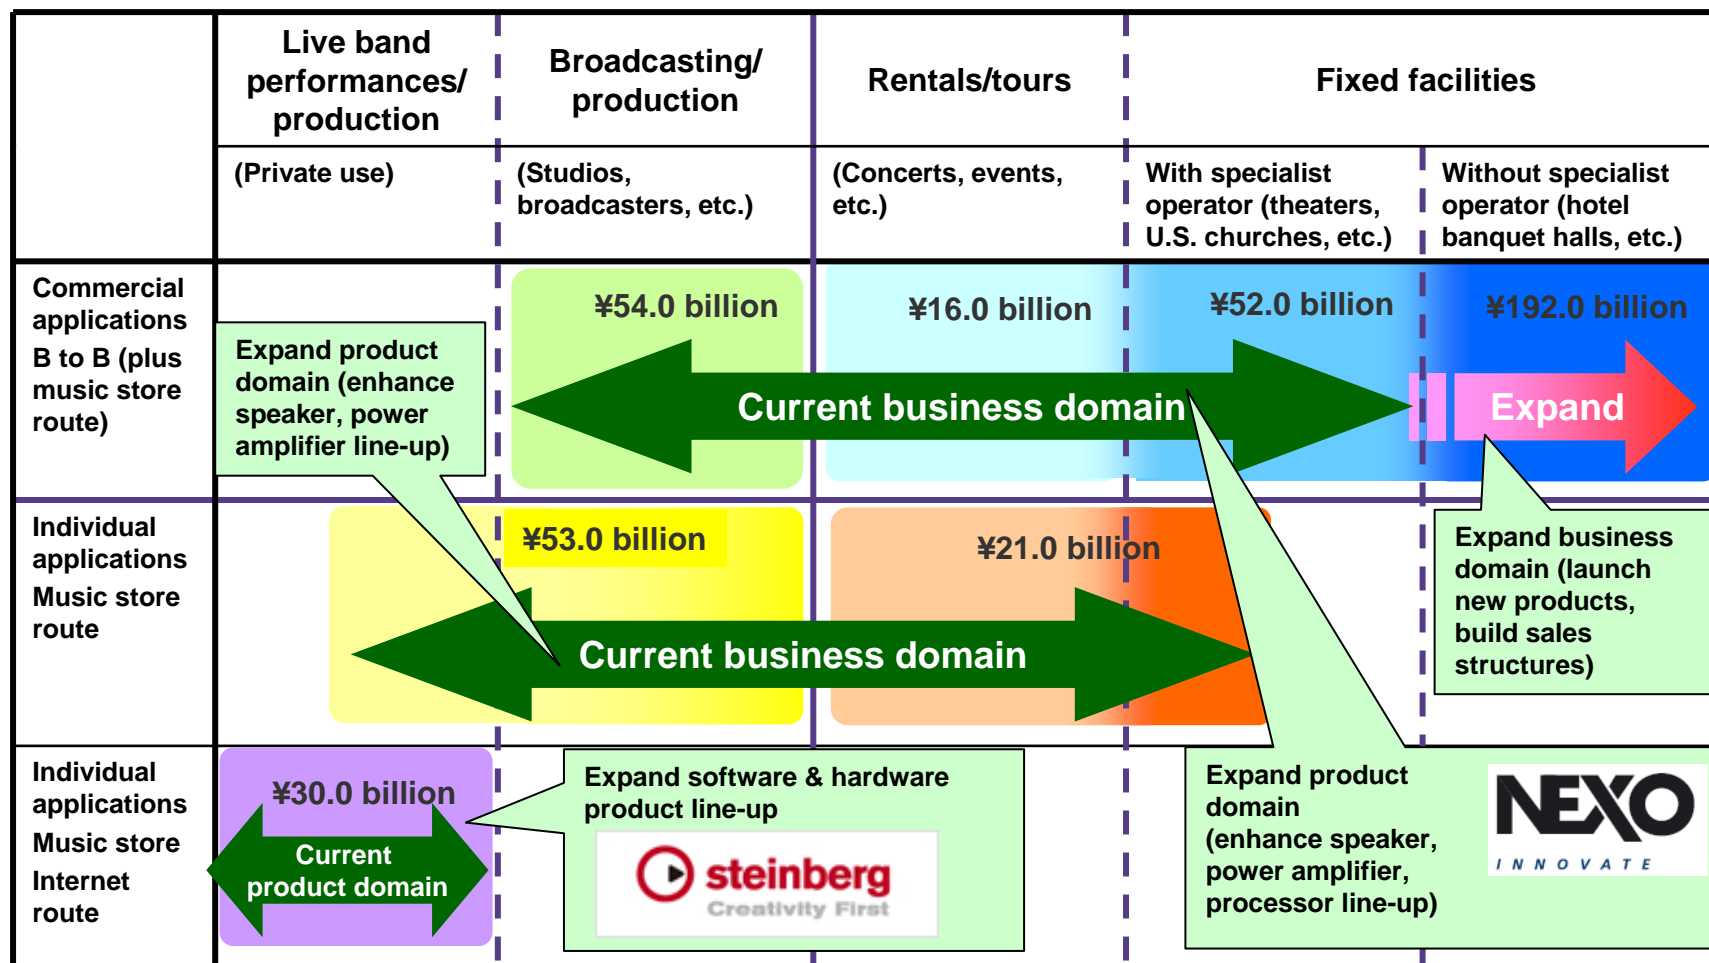 Live band
performances/
production
Broadcasting/
production
Rentals/tours
Fixed facilities
(Private use)
(Studios,
broadcasters, etc.)
(Concerts, events,
etc.)
With specialist
operator (theaters,
U.S. churches, etc.)
Without specialist
operator (hotel
banquet halls, etc.)
Commercial
applications
B to B (plus
music store
route)
¥54.0 billion
¥16.0 billion
¥52.0 billion
¥192.0 billion
Expand product
domain (enhance
speaker, power
amplifier line-up)
Current business domain
Expand
Individual
applications
Music store
route
¥53.0 billion
¥21.0 billion
Current business domain
Expand business
domain (launch
new products,
build sales
structures)
Individual
applications
Music store
Internet
route
¥30.0 billion
Current
product domain
Expand software & hardware
product line-up
steinberg
Creativity First
Expand product
domain
(enhance speaker,
power amplifier,
processor line-up)
NEXO
INNOVATE